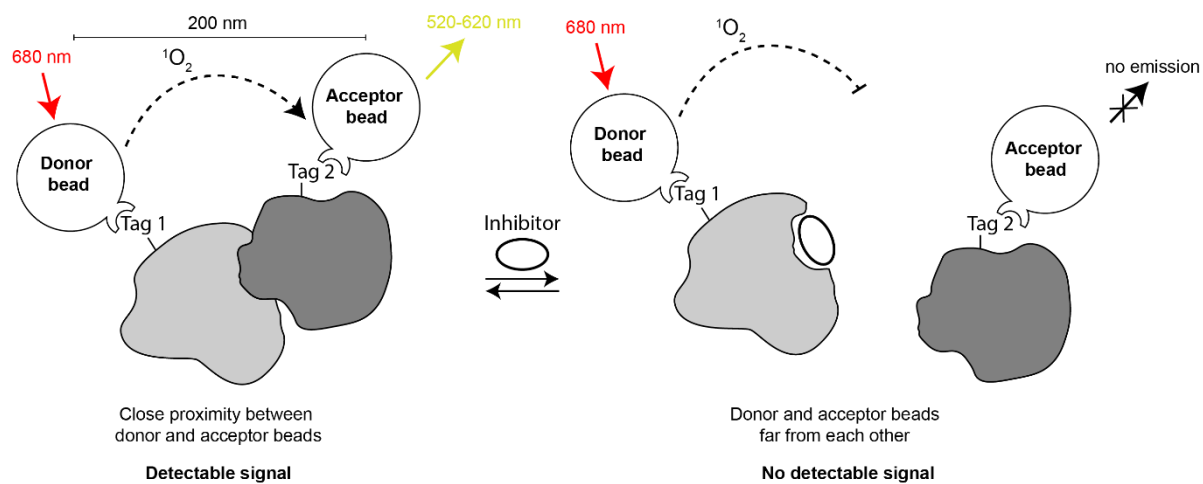 200 nm
520-620 nm
680 nm
¹O₂
Acceptor
bead
Donor
bead
Tag 2
Tag 1
Close proximity between
donor and acceptor beads
Detectable signal
Inhibitor
680 nm
¹O₂
no emission
Donor
bead
Acceptor
bead
Tag 1
Tag 2
Donor and acceptor beads
far from each other
No detectable signal